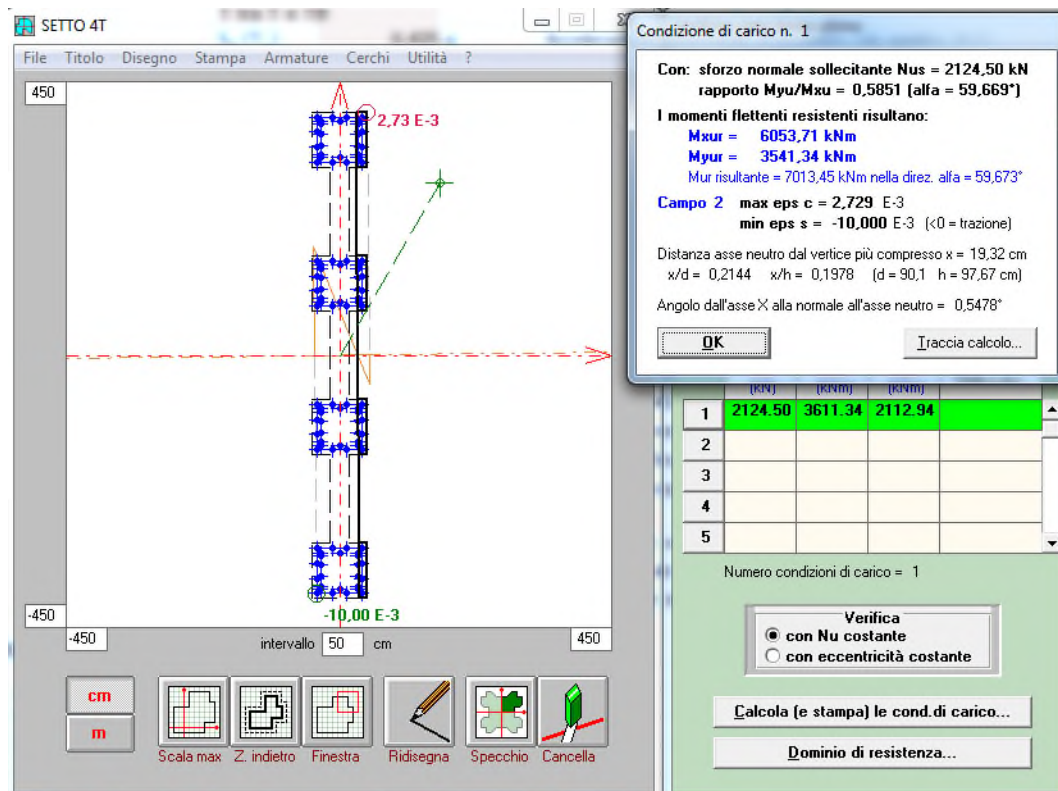 SETTO 4T
File Titolo Disegno Stampa Armature Cerchi Utilità ?
450
2,73 E-3
-10,00 E-3
-450
-450
intervallo 50 cm
450
cm
m
Scala max Z. indietro Finestra Ridisegna Specchio Cancella
Condizione di carico n. 1
Con: sforzo normale sollecitante Nus = 2124,50 kN
rapporto Myu/Mxu = 0,5851 (alfa = 59,669°)
I momenti flettenti resistenti risultano:
Mxur = 6053,71 kNm
Myur = 3541,34 kNm
Mur risultante = 7013,45 kNm nella direz. alfa = 59,673°
Campo 2 max eps c = 2,729 E-3
min eps s = -10,000 E-3 (<0 = trazione)
Distanza asse neutro dal vertice più compresso x = 19,32 cm
x/d = 0,2144 x/h = 0,1978 (d = 90,1 h = 97,67 cm)
Angolo dall'asse X alla normale all'asse neutro = 0,5478°
OK
Traccia calcolo...
(kN) (kNm) (kNm)
1 2124.50 3611.34 2112.94
2
3
4
5
Numero condizioni di carico = 1
Verifica
con Nu costante
con eccentricità costante
Calcola (e stampa) le cond.di carico...
Dominio di resistenza...